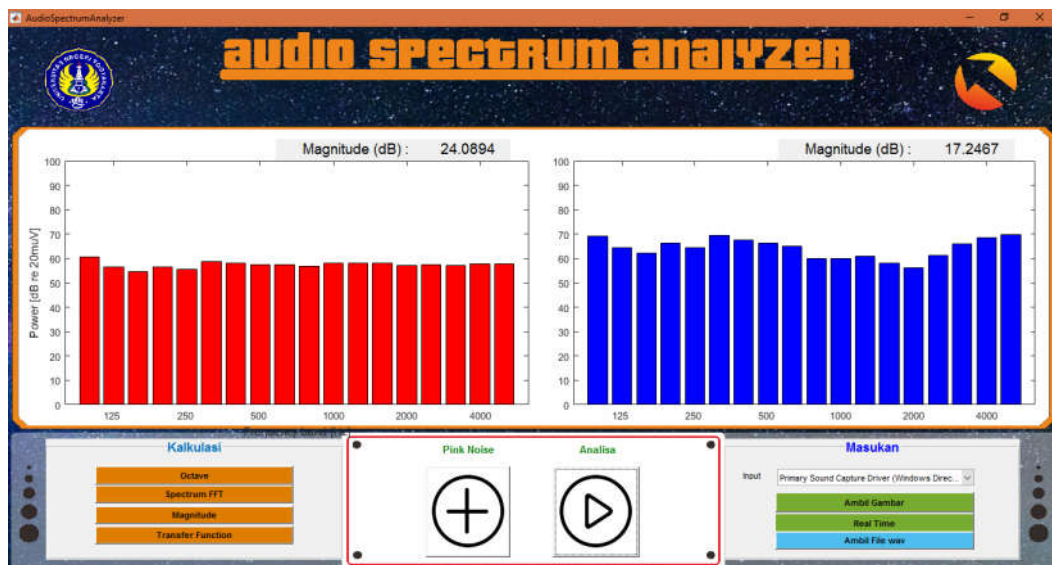 AudioSpectrumAnalyzer
AUDIO SPECTRUM ANALYZER
UNIVERSITAS NEGERI YOGYAKARTA
Magnitude (dB) : 24.0894
Power [dB re 20muV]
100
90
80
70
60
50
40
30
20
10
0
125 250 500 1000 2000 4000
Magnitude (dB) : 17.2467
100
90
80
70
60
50
40
30
20
10
0
125 250 500 1000 2000 4000
Kalkulasi
Octave
Spectrum FFT
Magnitude
Transfer Function
Pink Noise
Analisa
Masukan
Input
Primary Sound Capture Driver (Windows Direc...
Ambil Gambar
Real Time
Ambil File wav